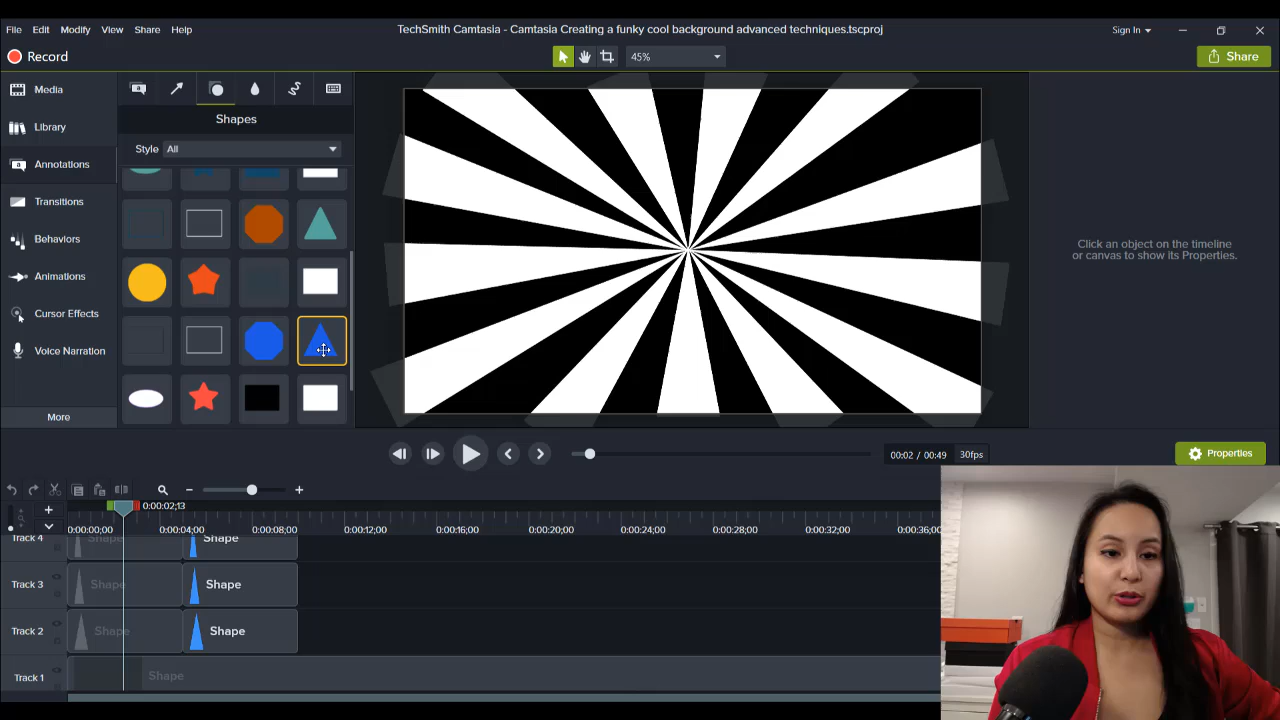 File Edit Modify View Share Help
TechSmith Camtasia - Camtasia Creating a funky cool background advanced techniques.tscproj
Sign In
Record
45%
Share
Media
Library
Annotations
Transitions
Behaviors
Animations
Cursor Effects
Voice Narration
More
Shapes
Style All
Click an object on the timeline
or canvas to show its Properties.
00:02 / 00:49 30fps
Properties
0:00:02;13
0:00:00;00 0:00:04;00 0:00:08;00 0:00:12;00 0:00:16;00 0:00:20;00 0:00:24;00 0:00:28;00 0:00:32;00 0:00:36;00
Track 4 Shape Shape
Track 3 Shape Shape
Track 2 Shape Shape
Track 1 Shape